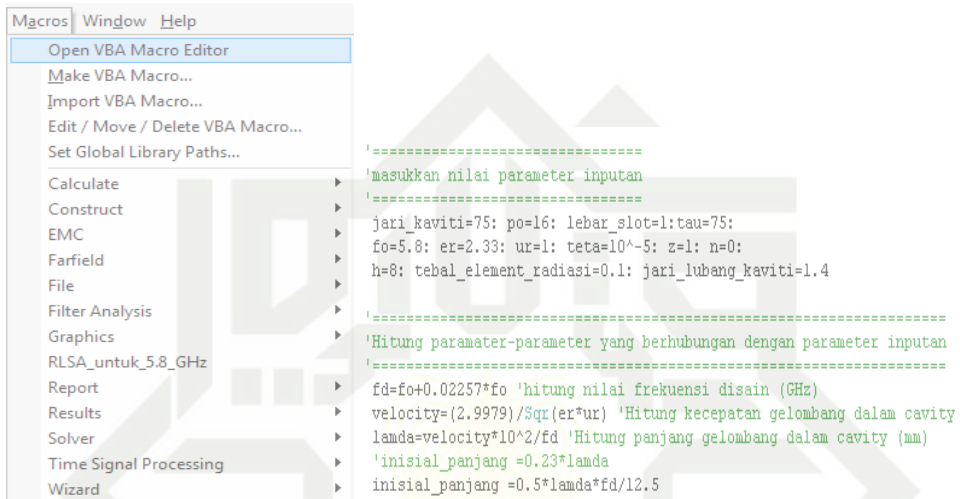 Macros Window Help
Open VBA Macro Editor
Make VBA Macro...
Import VBA Macro...
Edit / Move / Delete VBA Macro...
Set Global Library Paths...
Calculate
Construct
EMC
Farfield
File
Filter Analysis
Graphics
RLSA_untuk_5.8_GHz
Report
Results
Solver
Time Signal Processing
Wizard
'================================
'masukkan nilai parameter inputan
'================================
jari_kaviti=75: po=16: lebar_slot=1:tau=75:
fo=5.8: er=2.33: ur=1: teta=10^-5: z=1: n=0:
h=8: tebal_element_radiasi=0.1: jari_lubang_kaviti=1.4
'====================================================================
'Hitung paramater-parameter yang berhubungan dengan parameter inputan
'====================================================================
fd=fo+0.02257*fo 'hitung nilai frekuensi disain (GHz)
velocity=(2.9979)/Sqr(er*ur) 'Hitung kecepatan gelombang dalam cavity
lamda=velocity*10^2/fd 'Hitung panjang gelombang dalam cavity (mm)
'inisial_panjang =0.23*lamda
inisial_panjang =0.5*lamda*fd/12.5